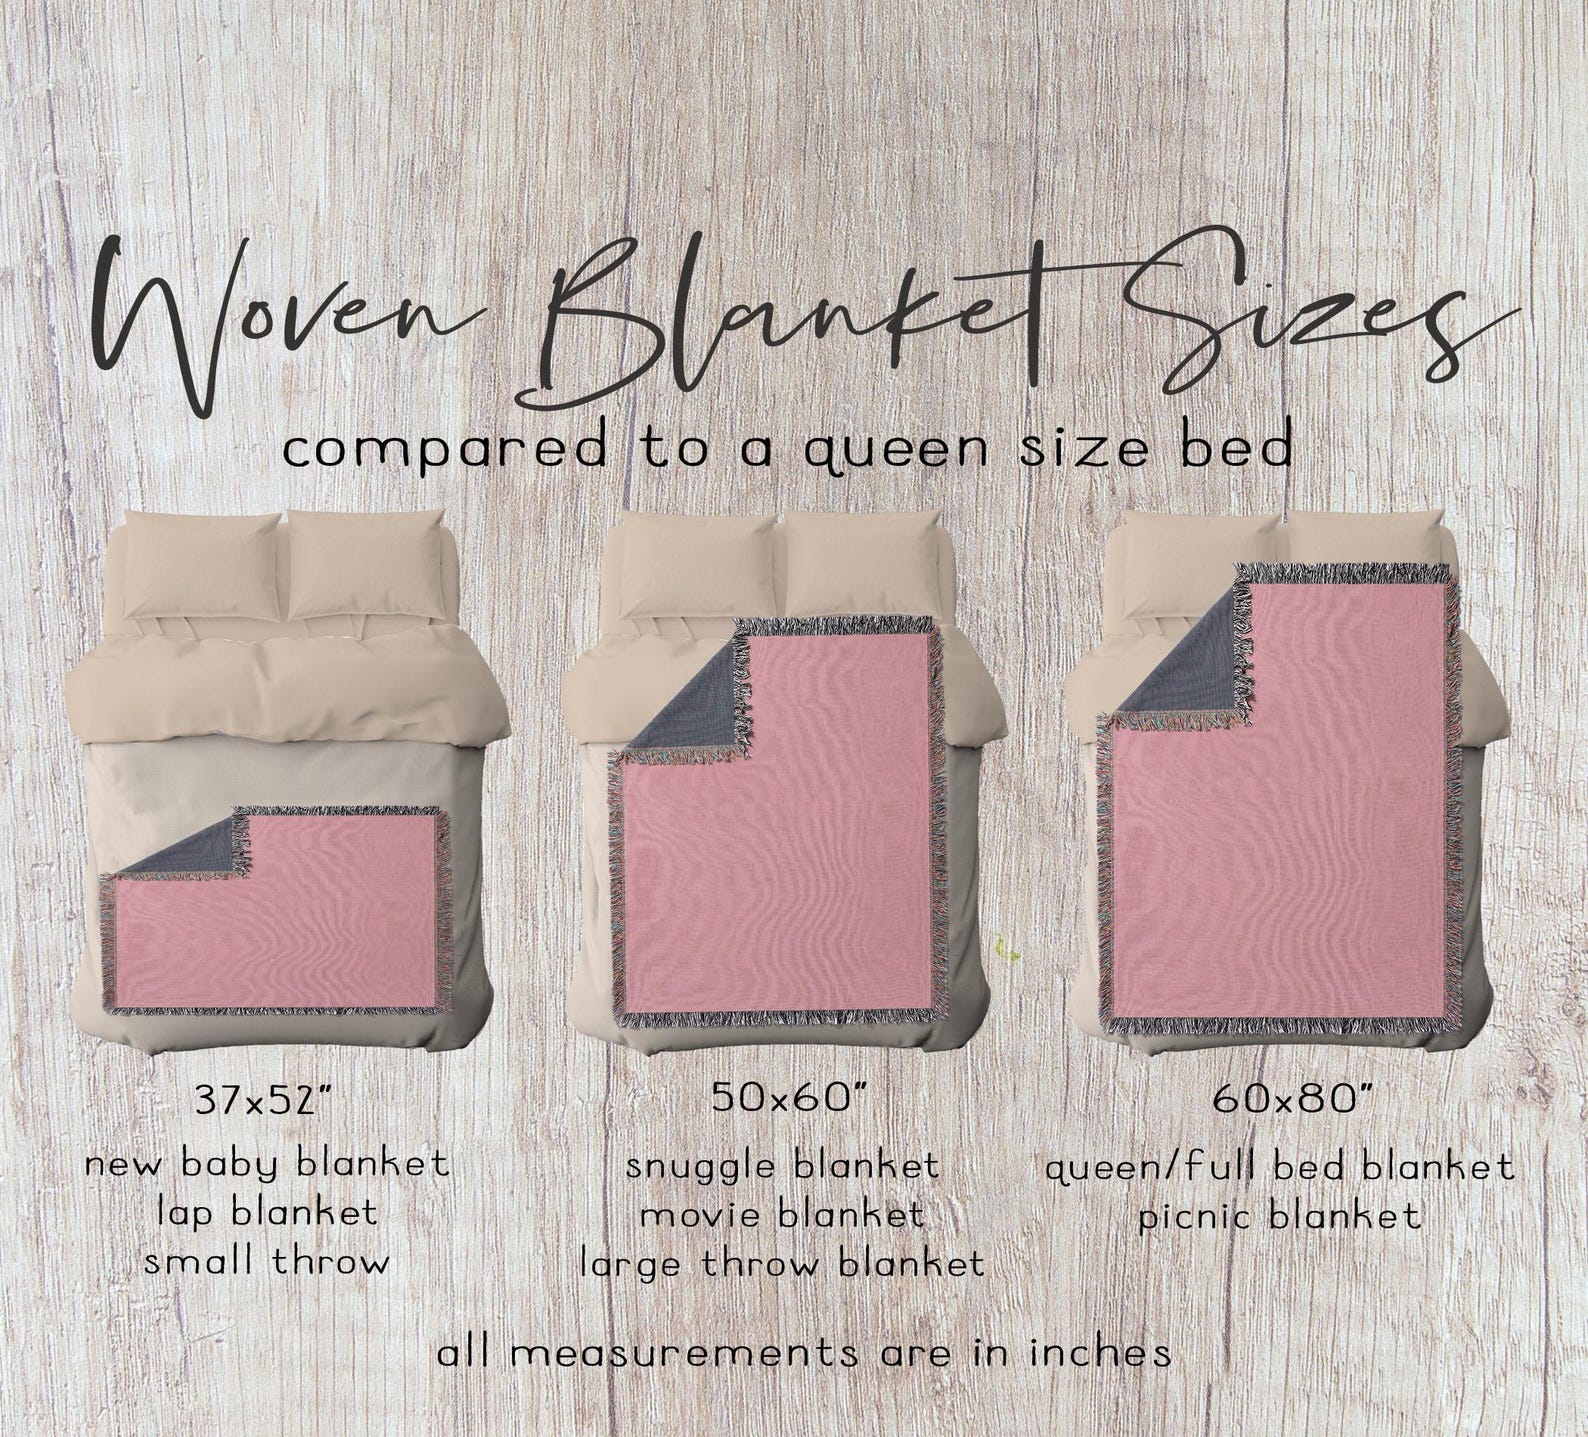 Woven Blanket Sizes
compared to a queen size bed
37x52"
new baby blanket
lap blanket
small throw
50x60"
snuggle blanket
movie blanket
large throw blanket
60x80"
queen/full bed blanket
picnic blanket
all measurements are in inches